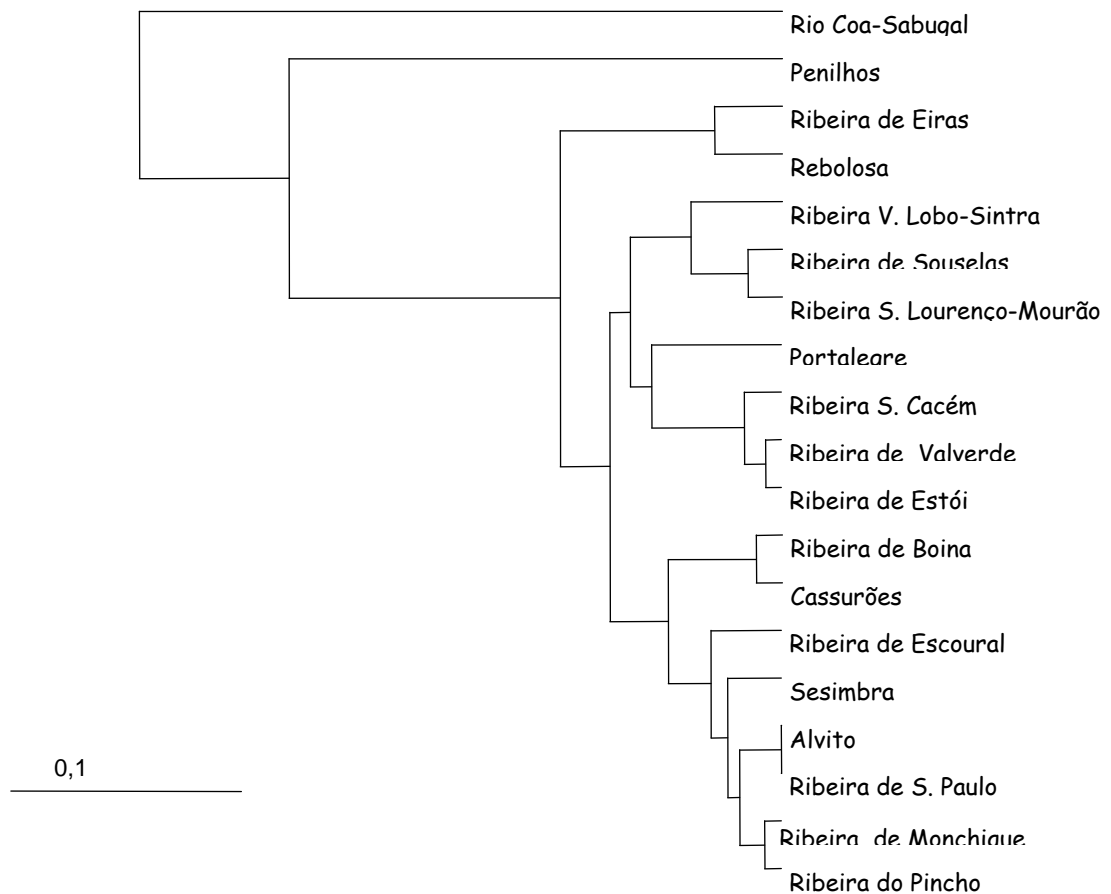 Rio Coa-Sabugal
Penilhos
Ribeira de Eiras
Rebolosa
Ribeira V. Lobo-Sintra
Ribeira de Souselas
Ribeira S. Lourenço-Mourão
Portalegre
Ribeira S. Cacém
Ribeira de Valverde
Ribeira de Estói
Ribeira de Boina
Cassurões
Ribeira de Escoural
Sesimbra
Alvito
0,1
Ribeira de S. Paulo
Ribeira de Monchique
Ribeira do Pincho